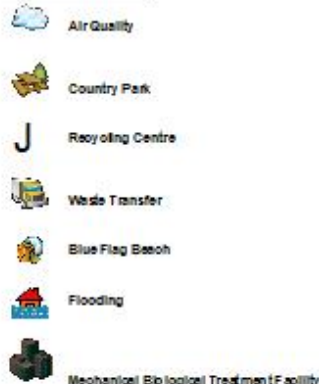 Air Quality
Country Park
J Recycling Centre
Waste Transfer
Blue Flag Beach
Flooding
Mechanical Biological Treatment Facility